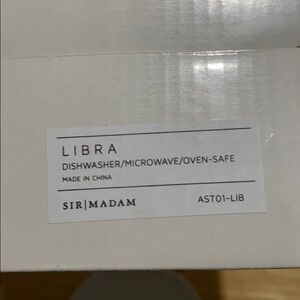 LIBRA
DISHWASHER/MICROWAVE/OVEN-SAFE
MADE IN CHINA
SIR|MADAM AST01-LIB